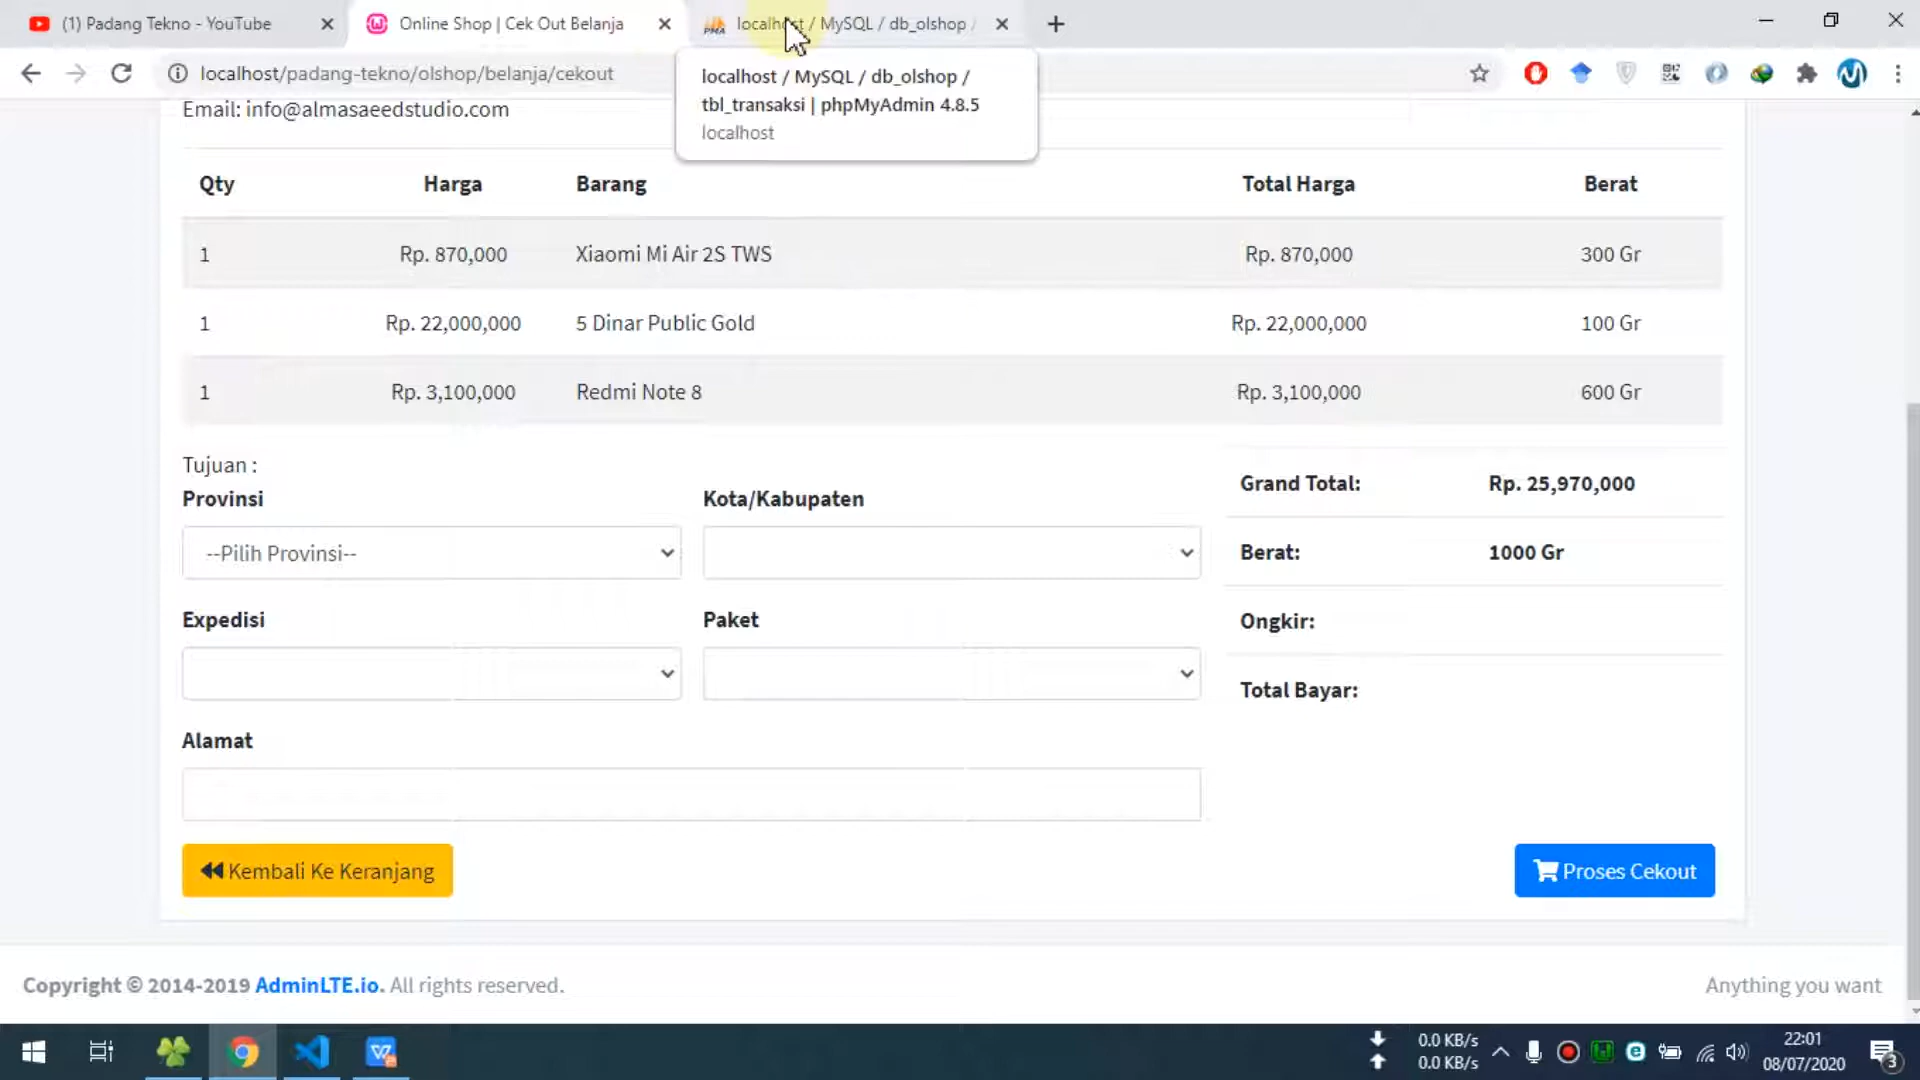 (1) Padang Tekno - YouTube
Online Shop | Cek Out Belanja
localhost / MySQL / db_olshop /
localhost/padang-tekno/olshop/belanja/cekout
localhost / MySQL / db_olshop /
tbl_transaksi | phpMyAdmin 4.8.5
localhost
Email: info@almasaeedstudio.com
Qty Harga Barang Total Harga Berat
1 Rp. 870,000 Xiaomi Mi Air 2S TWS Rp. 870,000 300 Gr
1 Rp. 22,000,000 5 Dinar Public Gold Rp. 22,000,000 100 Gr
1 Rp. 3,100,000 Redmi Note 8 Rp. 3,100,000 600 Gr
Tujuan :
Provinsi Kota/Kabupaten
--Pilih Provinsi--
Expedisi Paket
Alamat
Grand Total: Rp. 25,970,000
Berat: 1000 Gr
Ongkir:
Total Bayar:
Kembali Ke Keranjang
Proses Cekout
Copyright © 2014-2019 AdminLTE.io. All rights reserved.
Anything you want
0.0 KB/s
0.0 KB/s
22:01
08/07/2020
3